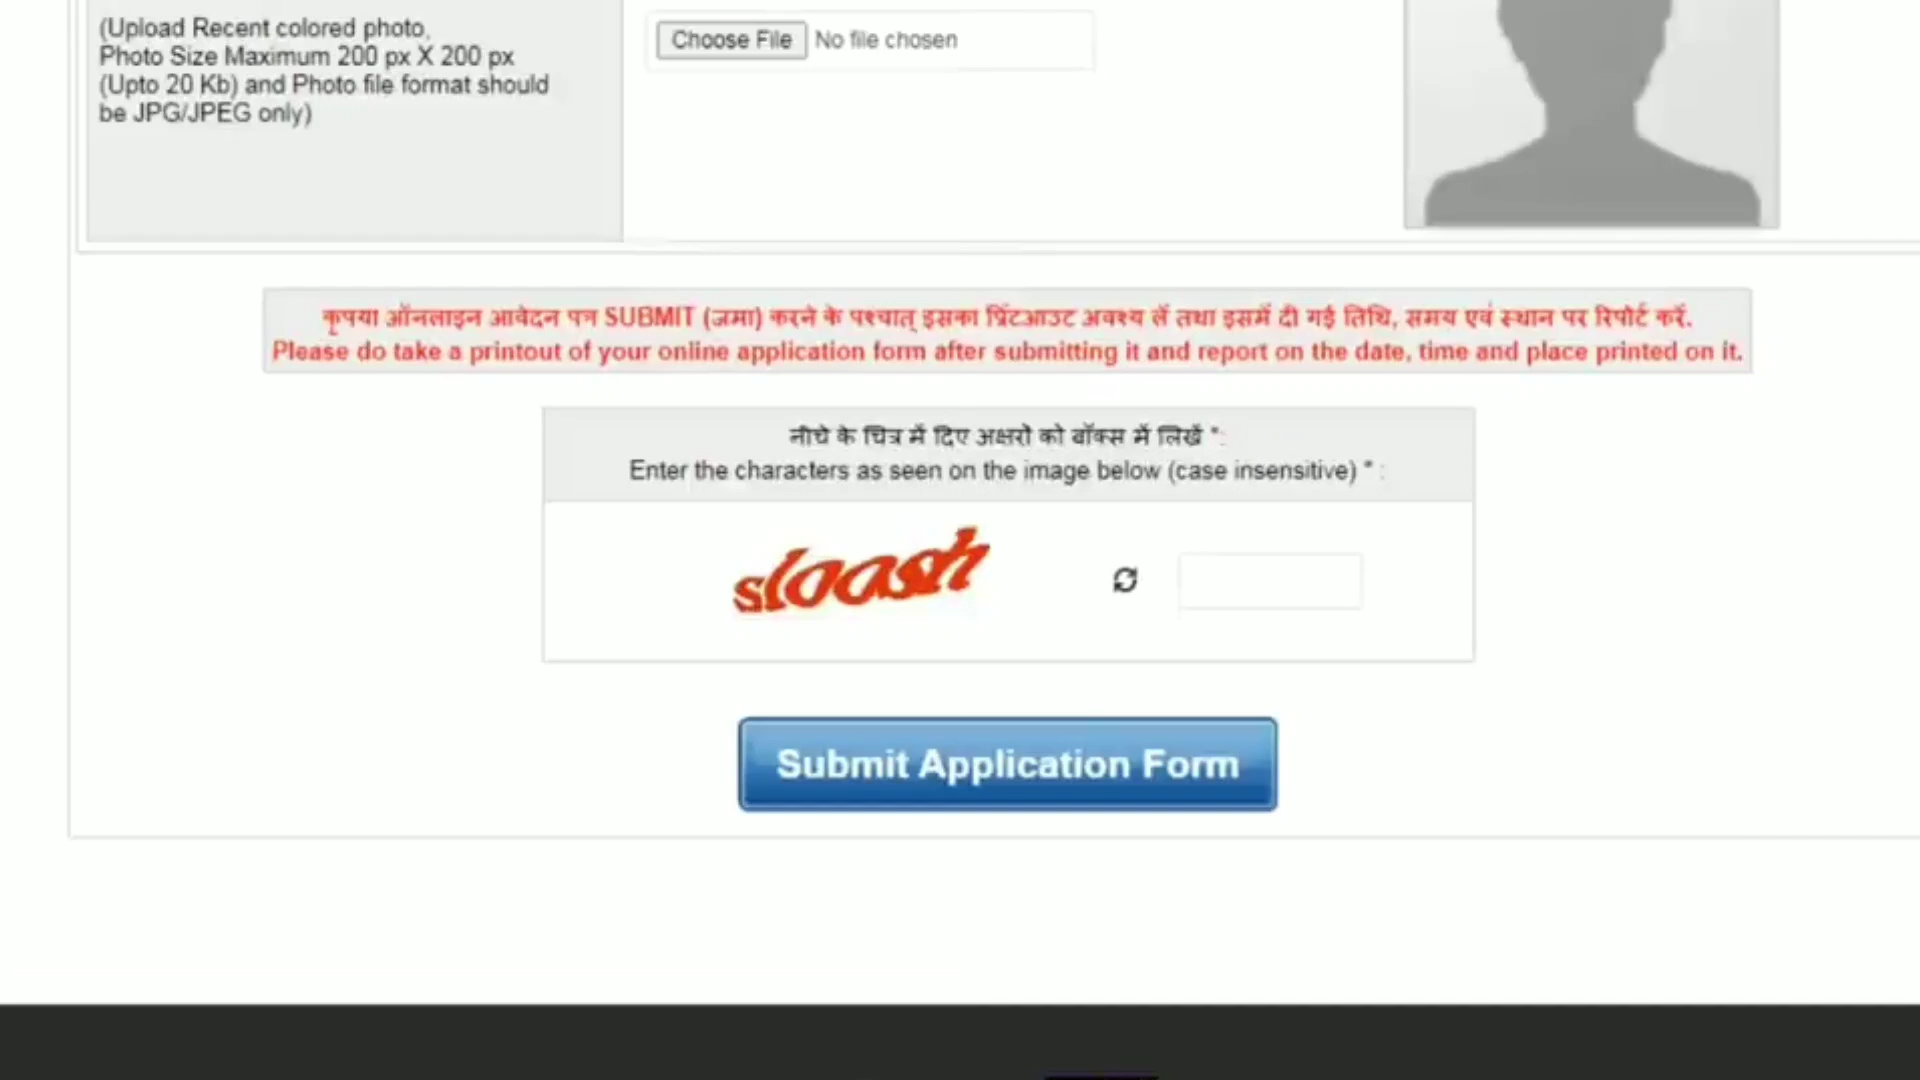 (Upload Recent colored photo,
Photo Size Maximum 200 px X 200 px
(Upto 20 Kb) and Photo file format should
be JPG/JPEG only)
Choose File No file chosen
कृपया ऑनलाइन आवेदन पत्र SUBMIT (जमा) करने के पश्चात् इसका प्रिंटआउट अवश्य लें तथा इसमें दी गई तिथि, समय एवं स्थान पर रिपोर्ट करें.
Please do take a printout of your online application form after submitting it and report on the date, time and place printed on it.
नीचे के चित्र में दिए अक्षरों को बॉक्स में लिखें *:
Enter the characters as seen on the image below (case insensitive) * :
sloash
Submit Application Form